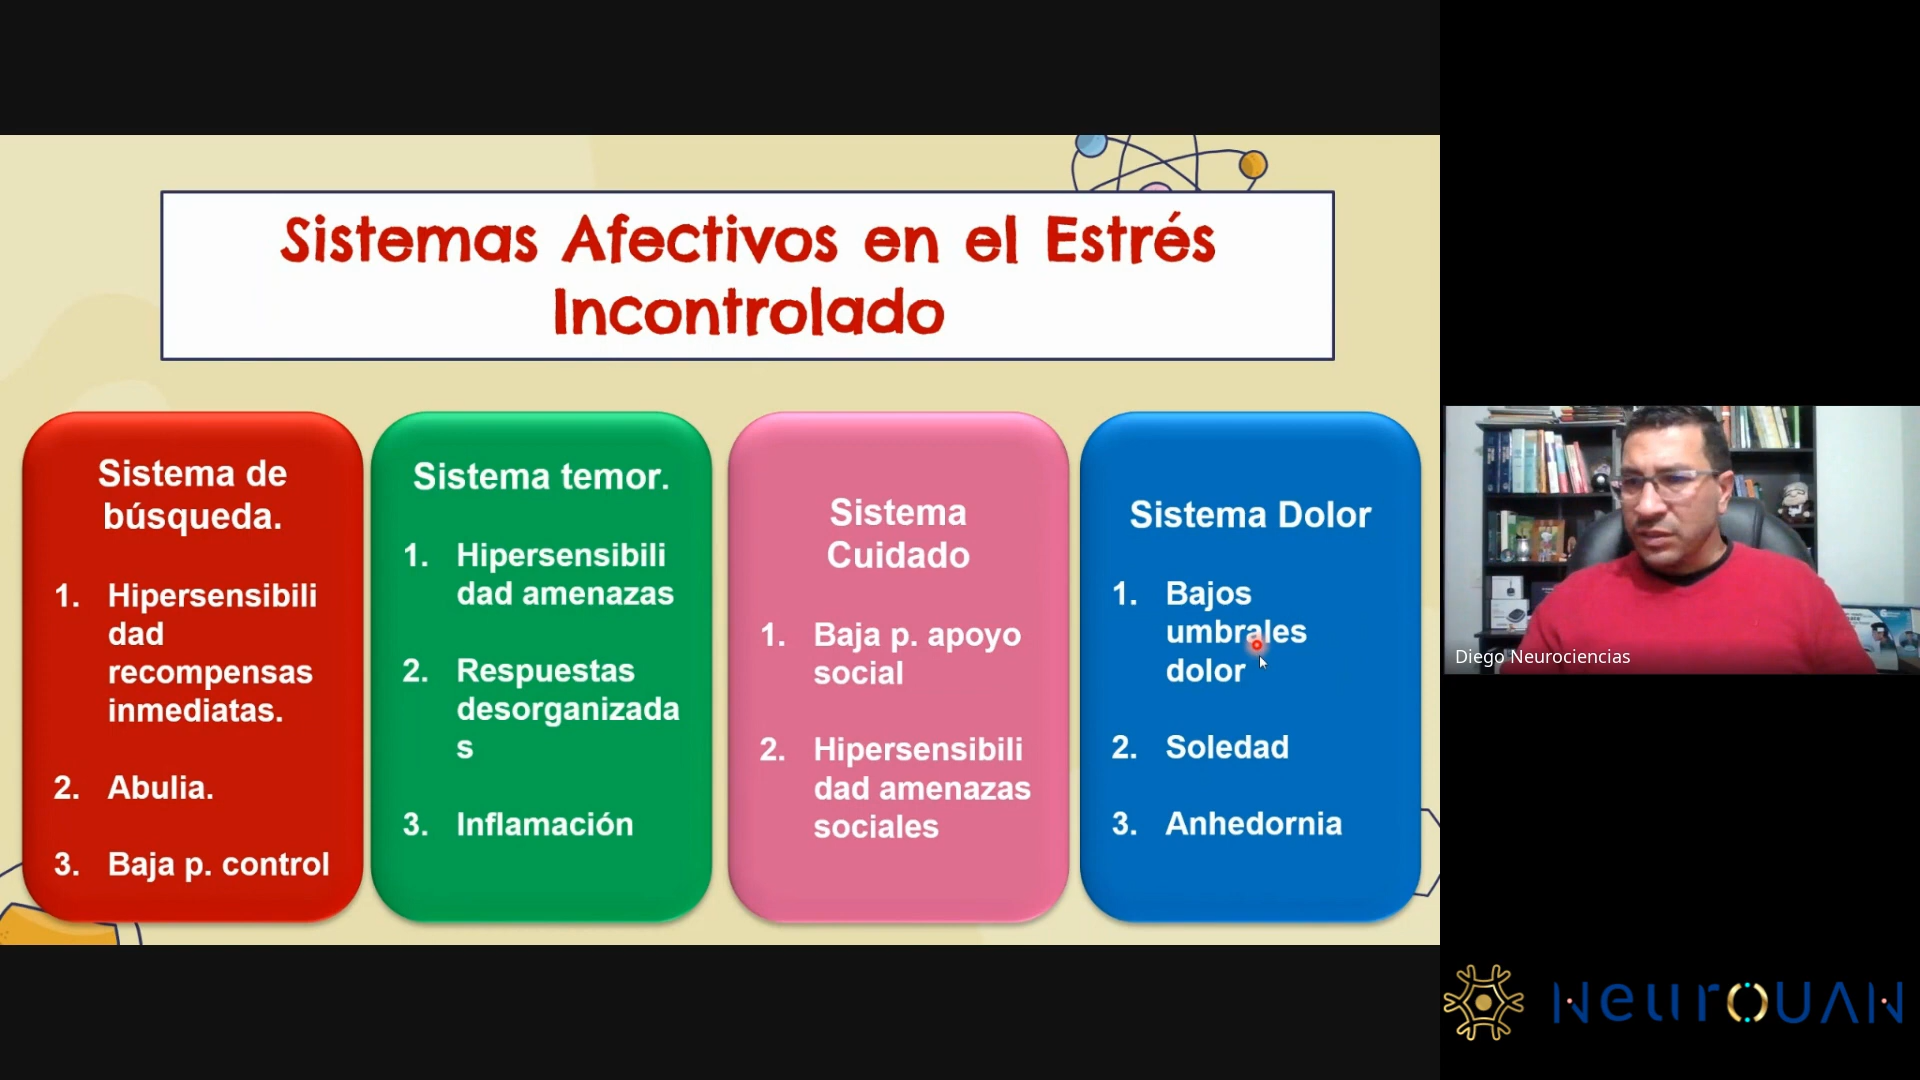 Sistemas Afectivos en el Estrés
Incontrolado
Sistema de
búsqueda.
1. Hipersensibili
dad
recompensas
inmediatas.
2. Abulia.
3. Baja p. control
Sistema temor.
1. Hipersensibili
dad amenazas
2. Respuestas
desorganizada
s
3. Inflamación
Sistema
Cuidado
1. Baja p. apoyo
social
2. Hipersensibili
dad amenazas
sociales
Sistema Dolor
1. Bajos
umbrales
dolor
2. Soledad
3. Anhedornia
Diego Neurociencias
NeurOUAN